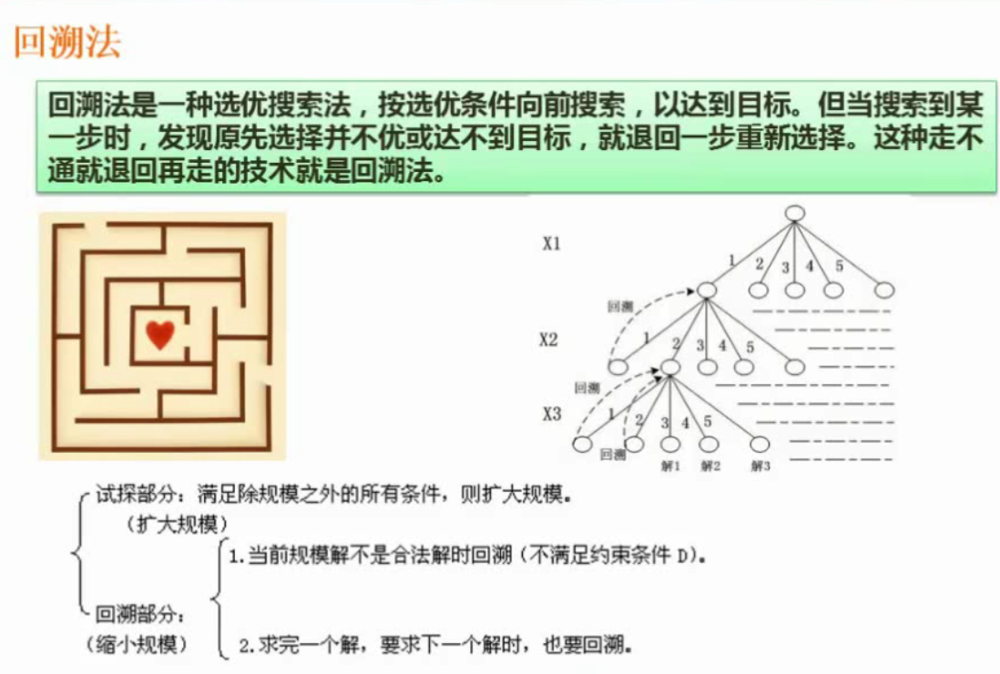 回溯法
回溯法是一种选优搜索法，按选优条件向前搜索，以达到目标。但当搜索到某
一步时，发现原先选择并不优或达不到目标，就退回一步重新选择。这种走不
通就退回再走的技术就是回溯法。
X1
1 2 3 4 5
回溯
X2
1 2 3 4 5
回溯
X3
1 2 3 4 5
回溯
解1 解2 解3
试探部分：满足除规模之外的所有条件，则扩大规模。
（扩大规模）
1.当前规模解不是合法解时回溯（不满足约束条件 D）。
回溯部分：
（缩小规模）
2.求完一个解，要求下一个解时，也要回溯。